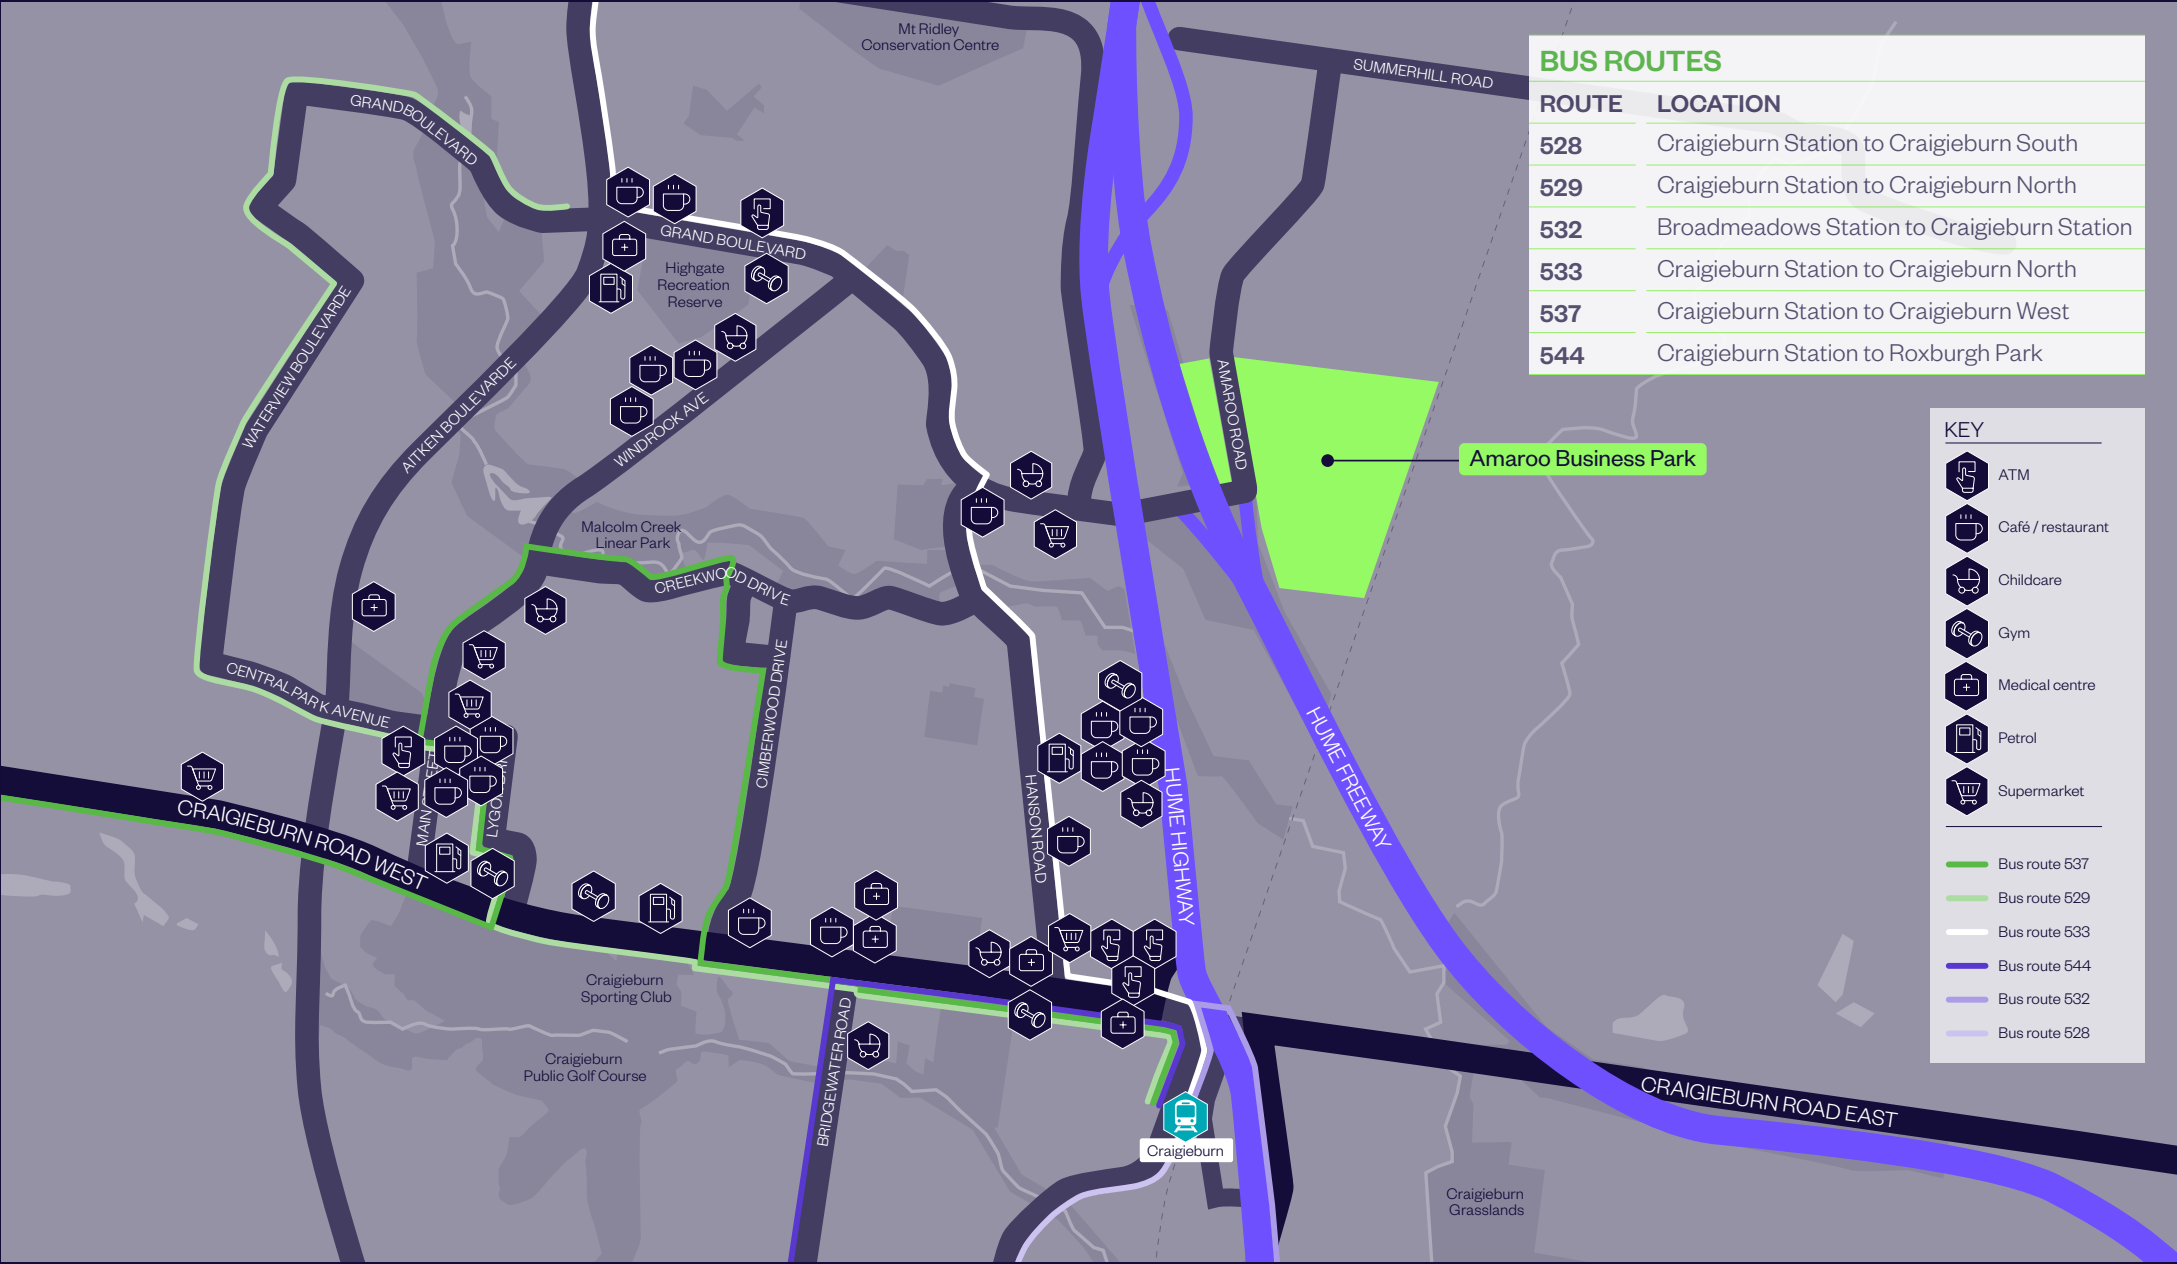 Mt Ridley
Conservation Centre
SUMMERHILL ROAD
BUS ROUTES
ROUTE LOCATION
528 Craigieburn Station to Craigieburn South
529 Craigieburn Station to Craigieburn North
532 Broadmeadows Station to Craigieburn Station
533 Craigieburn Station to Craigieburn North
537 Craigieburn Station to Craigieburn West
544 Craigieburn Station to Roxburgh Park
GRAND BOULEVARD
GRAND BOULEVARD
Highgate
Recreation
Reserve
WATERVIEW BOULEVARDE
AITKEN BOULEVARDE
WINDROCK AVE
AMAROO ROAD
Amaroo Business Park
KEY
ATM
Café / restaurant
Childcare
Gym
Medical centre
Petrol
Supermarket
Bus route 537
Bus route 529
Bus route 533
Bus route 544
Bus route 532
Bus route 528
Malcolm Creek
Linear Park
CREEKWOOD DRIVE
CENTRAL PARK AVENUE
CIMBERWOOD DRIVE
HANSON ROAD
HUME HIGHWAY
HUME FREEWAY
MAIN
CRAIGIEBURN ROAD WEST
Craigieburn
Sporting Club
Craigieburn
Public Golf Course
BRIDGEWATER ROAD
Craigieburn
CRAIGIEBURN ROAD EAST
Craigieburn
Grasslands